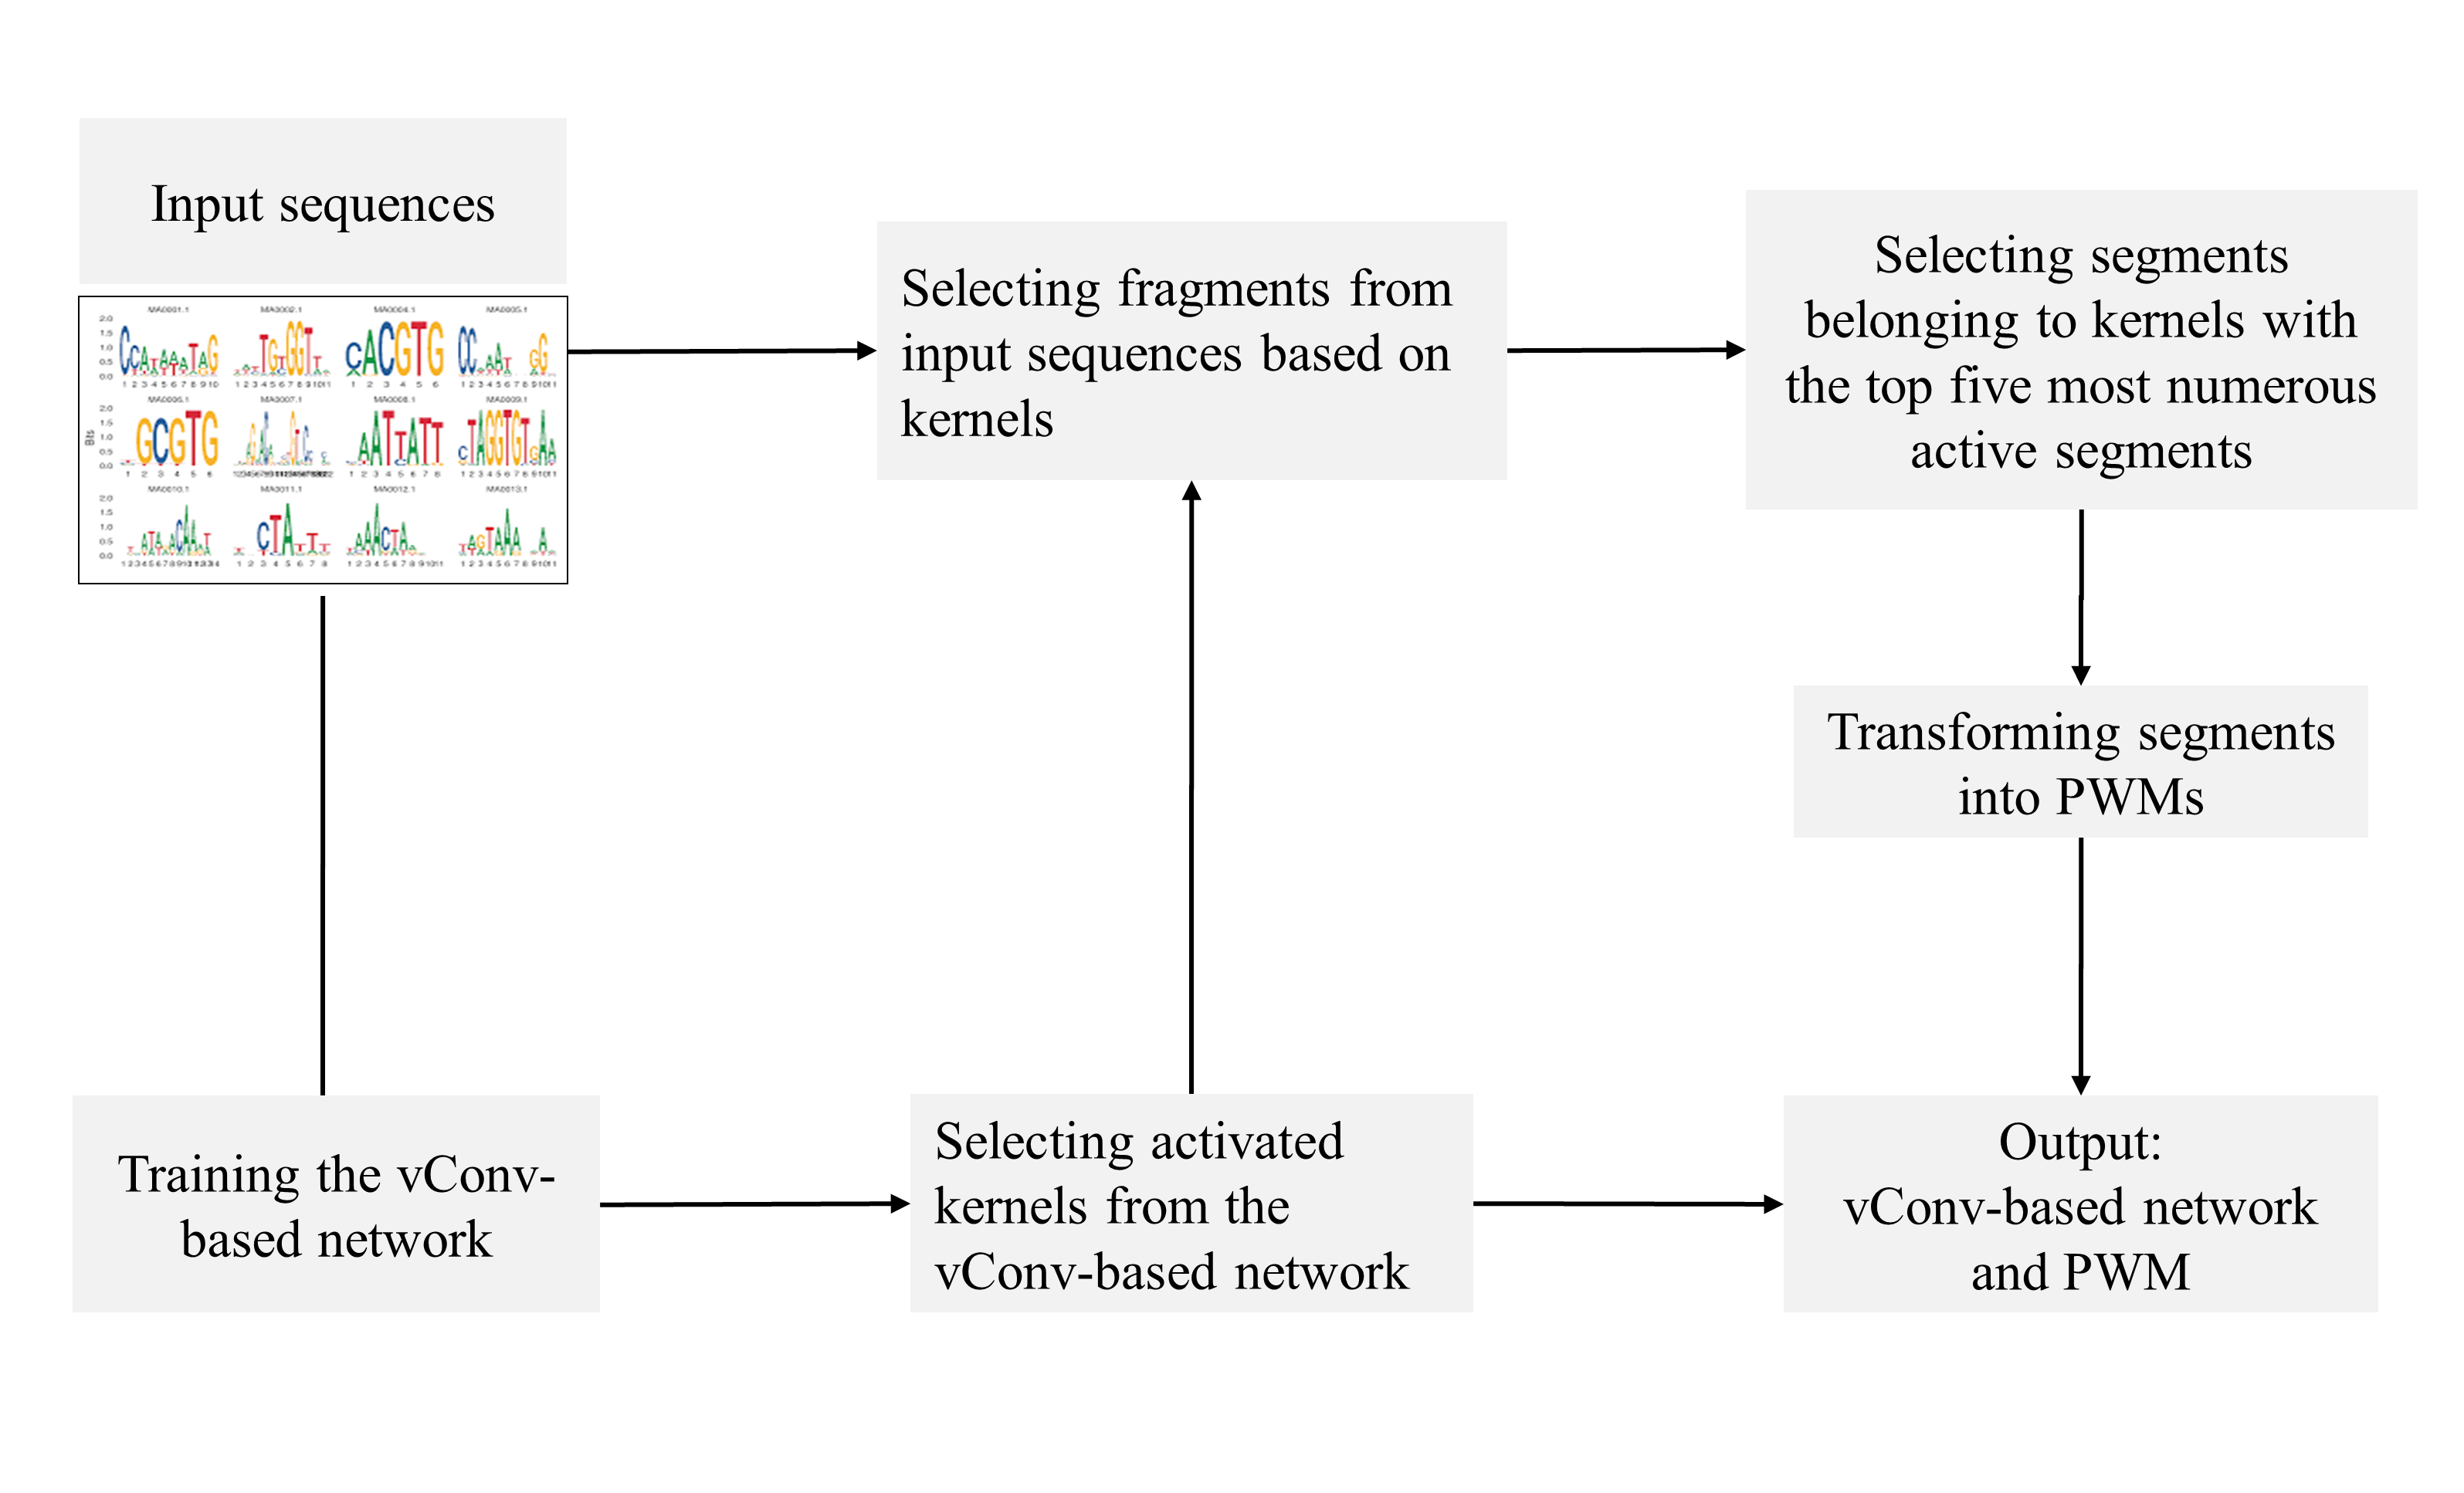 Input sequences
MA0001.1 MA0002.1 MA0004.1 MA0005.1
MA0006.1 MA0007.1 MA0008.1 MA0009.1
MA0010.1 MA0011.1 MA0012.1 MA0013.1
Bits
Selecting fragments from
input sequences based on
kernels
Selecting segments
belonging to kernels with
the top five most numerous
active segments
Transforming segments
into PWMs
Training the vConv-
based network
Selecting activated
kernels from the
vConv-based network
Output:
vConv-based network
and PWM